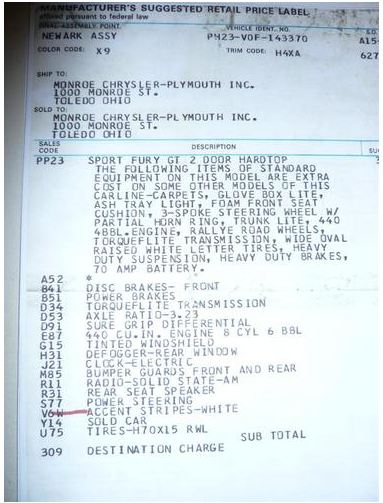 MANUFACTURER'S SUGGESTED RETAIL PRICE LABEL
affixed pursuant to federal law
FINAL ASSEMBLY POINT.
VEHICLE IDENT. NO.
S.O.
NEWARK ASSY
PH23-V0F-143370
A15-
COLOR CODE: X9
TRIM CODE: H4XA
627
SHIP TO:
MONROE CHRYSLER-PLYMOUTH INC.
1000 MONROE ST.
TOLEDO OHIO
SOLD TO:
MONROE CHRYSLER-PLYMOUTH INC.
1000 MONROE ST.
TOLEDO OHIO
SALES CODE
DESCRIPTION
SU
PP23 SPORT FURY GT 2 DOOR HARDTOP
THE FOLLOWING ITEMS OF STANDARD
EQUIPMENT ON THIS MODEL ARE EXTRA
COST ON SOME OTHER MODELS OF THIS
CARLINE-CARPETS, GLOVE BOX LITE,
ASH TRAY LIGHT, FOAM FRONT SEAT
CUSHION, 3-SPOKE STEERING WHEEL W/
PARTIAL HORN RING, TRUNK LITE, 440
4BBL.ENGINE, RALLYE ROAD WHEELS,
TORQUEFLITE TRANSMISSION, WIDE OVAL
RAISED WHITE LETTER TIRES, HEAVY
DUTY SUSPENSION, HEAVY DUTY BRAKES,
70 AMP BATTERY.
A52 *
B41 DISC BRAKES- FRONT
B51 POWER BRAKES
D34 TORQUEFLITE TRANSMISSION
D53 AXLE RATIO-3.23
D91 SURE GRIP DIFFERENTIAL
E87 440 CU.IN. ENGINE 8 CYL 6 BBL
G15 TINTED WINDSHIELD
H31 DEFOGGER-REAR WINDOW
J21 CLOCK-ELECTRIC
M85 BUMPER GUARDS FRONT AND REAR
R11 RADIO-SOLID STATE-AM
R31 REAR SEAT SPEAKER
S77 POWER STEERING
V6W ACCENT STRIPES-WHITE
Y14 SOLD CAR
U75 TIRES-H70X15 RWL
SUB TOTAL
309 DESTINATION CHARGE